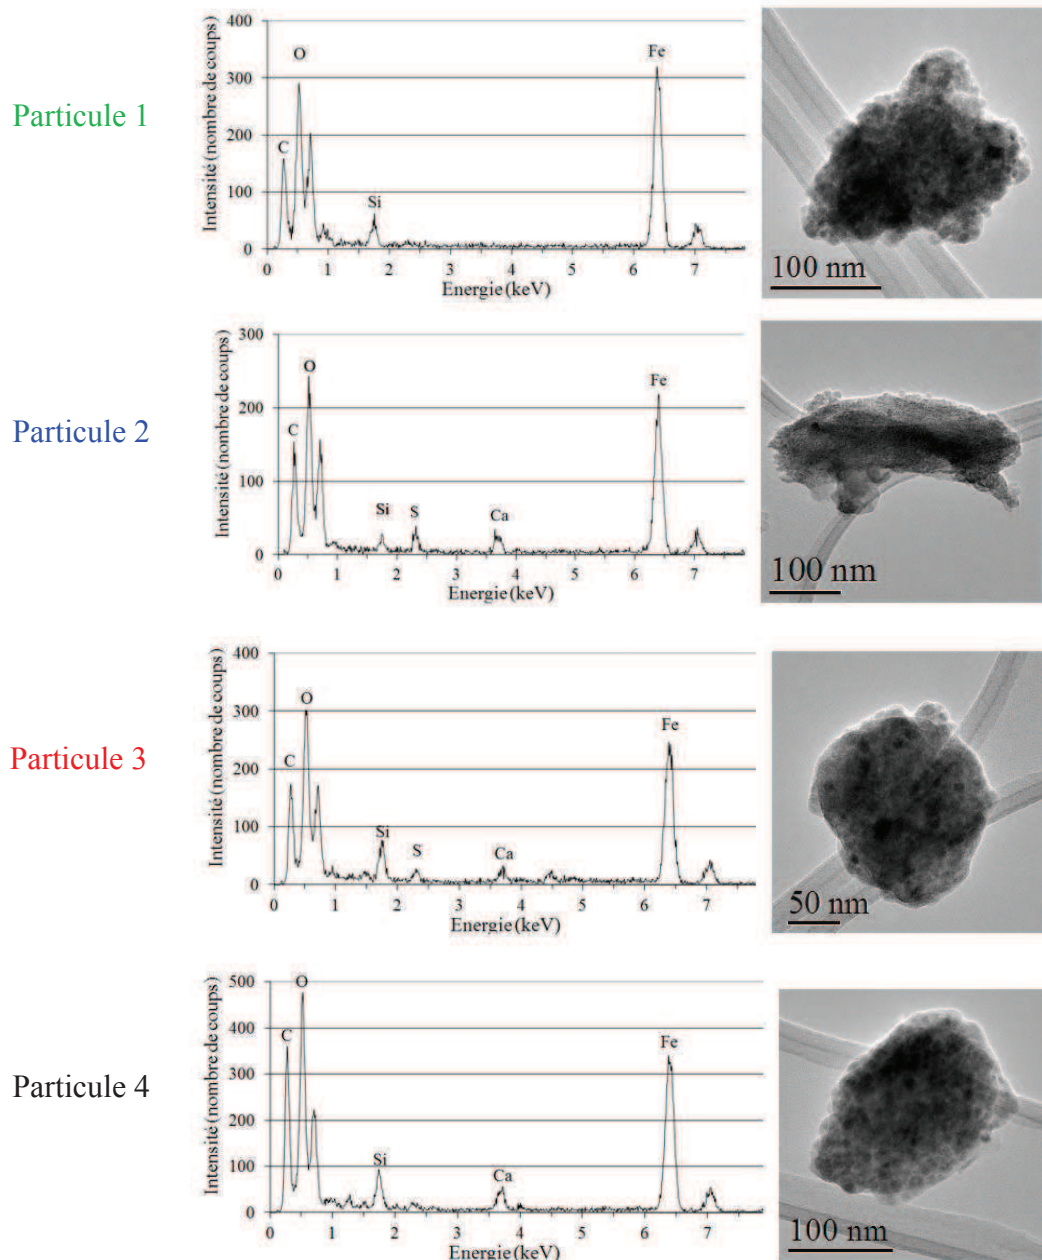 Particule 1
Intensité (nombre de coups)
400
300
200
100
0
C
O
Si
Fe
0 1 2 3 4 5 6 7
Energie (keV)
100 nm
Particule 2
Intensité (nombre de coups)
300
200
100
0
C
O
Si
S
Ca
Fe
0 1 2 3 4 5 6 7
Energie (keV)
100 nm
Particule 3
Intensité (nombre de coups)
400
300
200
100
0
C
O
Si
S
Ca
Fe
0 1 2 3 4 5 6 7
Energie (keV)
50 nm
Particule 4
Intensité (nombre de coups)
500
400
300
200
100
0
C
O
Si
Ca
Fe
0 1 2 3 4 5 6 7
Energie (keV)
100 nm